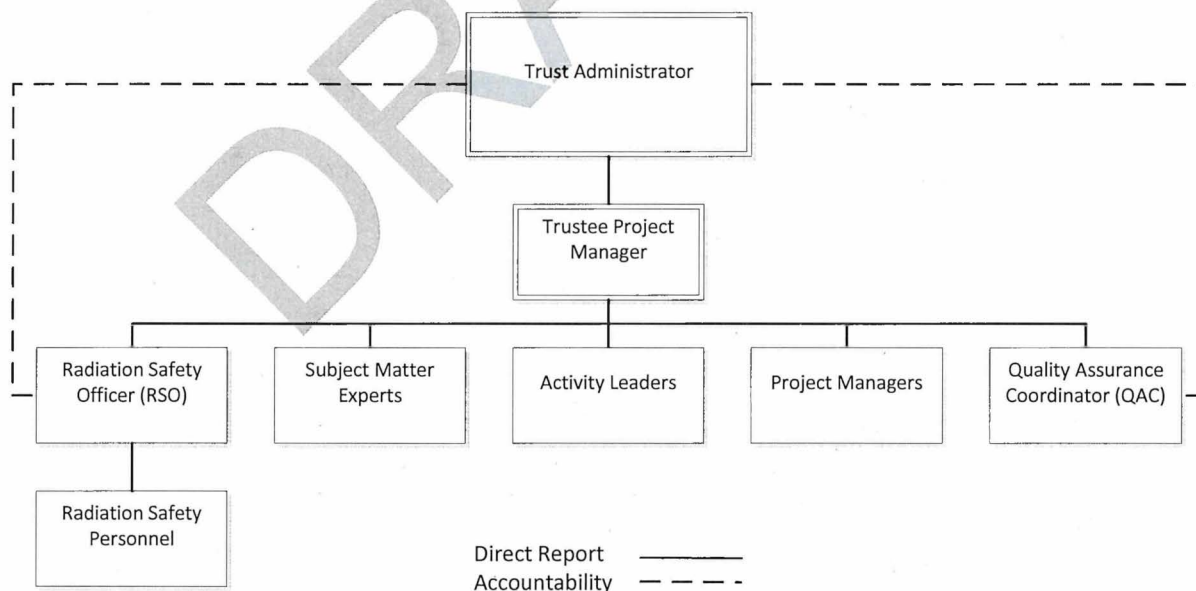 Trust Administrator
Trustee Project
Manager
Radiation Safety
Officer (RSO)
Subject Matter
Experts
Activity Leaders
Project Managers
Quality Assurance
Coordinator (QAC)
Radiation Safety
Personnel
Direct Report
Accountability